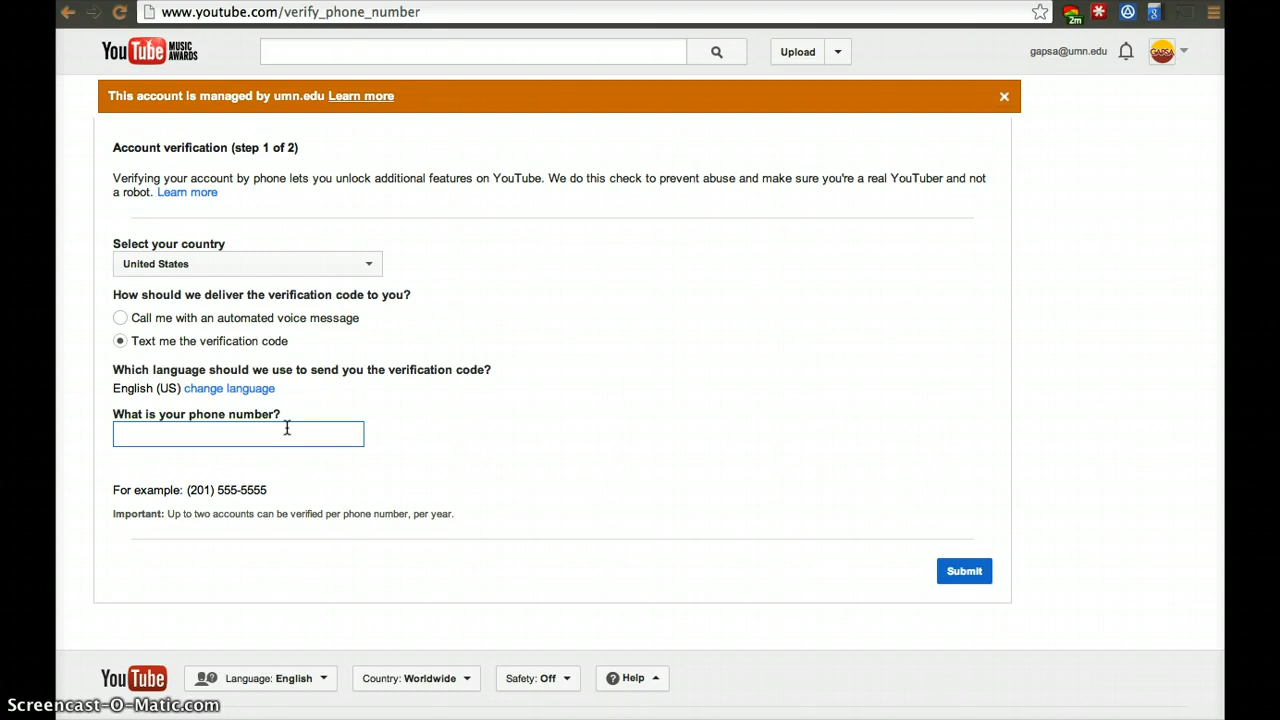 www.youtube.com/verify_phone_number
2m
You Tube MUSIC AWARDS
Upload
gapsa@umn.edu
GAPSA
This account is managed by umn.edu Learn more
Account verification (step 1 of 2)
Verifying your account by phone lets you unlock additional features on YouTube. We do this check to prevent abuse and make sure you're a real YouTuber and not
a robot. Learn more
Select your country
United States
How should we deliver the verification code to you?
Call me with an automated voice message
Text me the verification code
Which language should we use to send you the verification code?
English (US) change language
What is your phone number?
For example: (201) 555-5555
Important: Up to two accounts can be verified per phone number, per year.
Submit
You Tube
Language: English
Country: Worldwide
Safety: Off
Help
Screencast-O-Matic.com